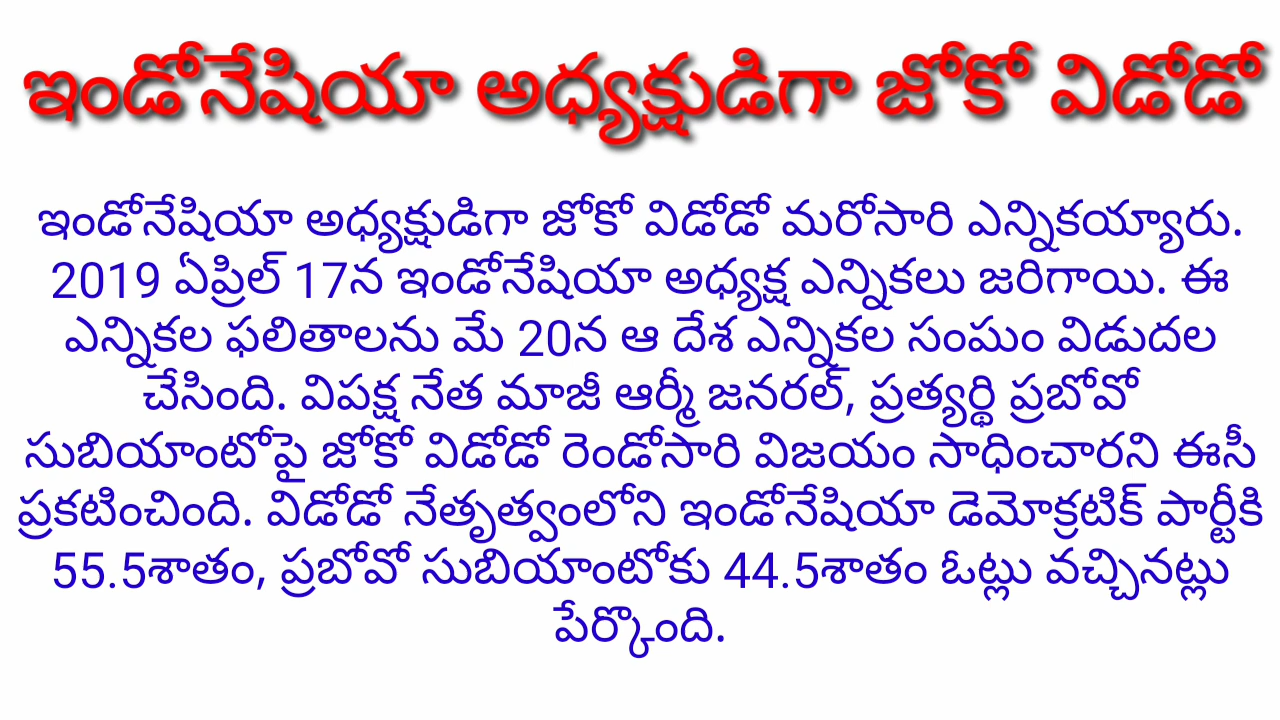 ఇండోనేషియా అధ్యక్షుడిగా జోకో విడోడో
ఇండోనేషియా అధ్యక్షుడిగా జోకో విడోడో మరోసారి ఎన్నికయ్యారు.
2019 ఏప్రిల్ 17న ఇండోనేషియా అధ్యక్ష ఎన్నికలు జరిగాయి. ఈ
ఎన్నికల ఫలితాలను మే 20న ఆ దేశ ఎన్నికల సంఘం విడుదల
చేసింది. విపక్ష నేత మాజీ ఆర్మీ జనరల్, ప్రత్యర్థి ప్రబోవో
సుబియాంటోపై జోకో విడోడో రెండోసారి విజయం సాధించారని ఈసీ
ప్రకటించింది. విడోడో నేతృత్వంలోని ఇండోనేషియా డెమోక్రటిక్ పార్టీకి
55.5శాతం, ప్రబోవో సుబియాంటోకు 44.5శాతం ఓట్లు వచ్చినట్లు
పేర్కొంది.